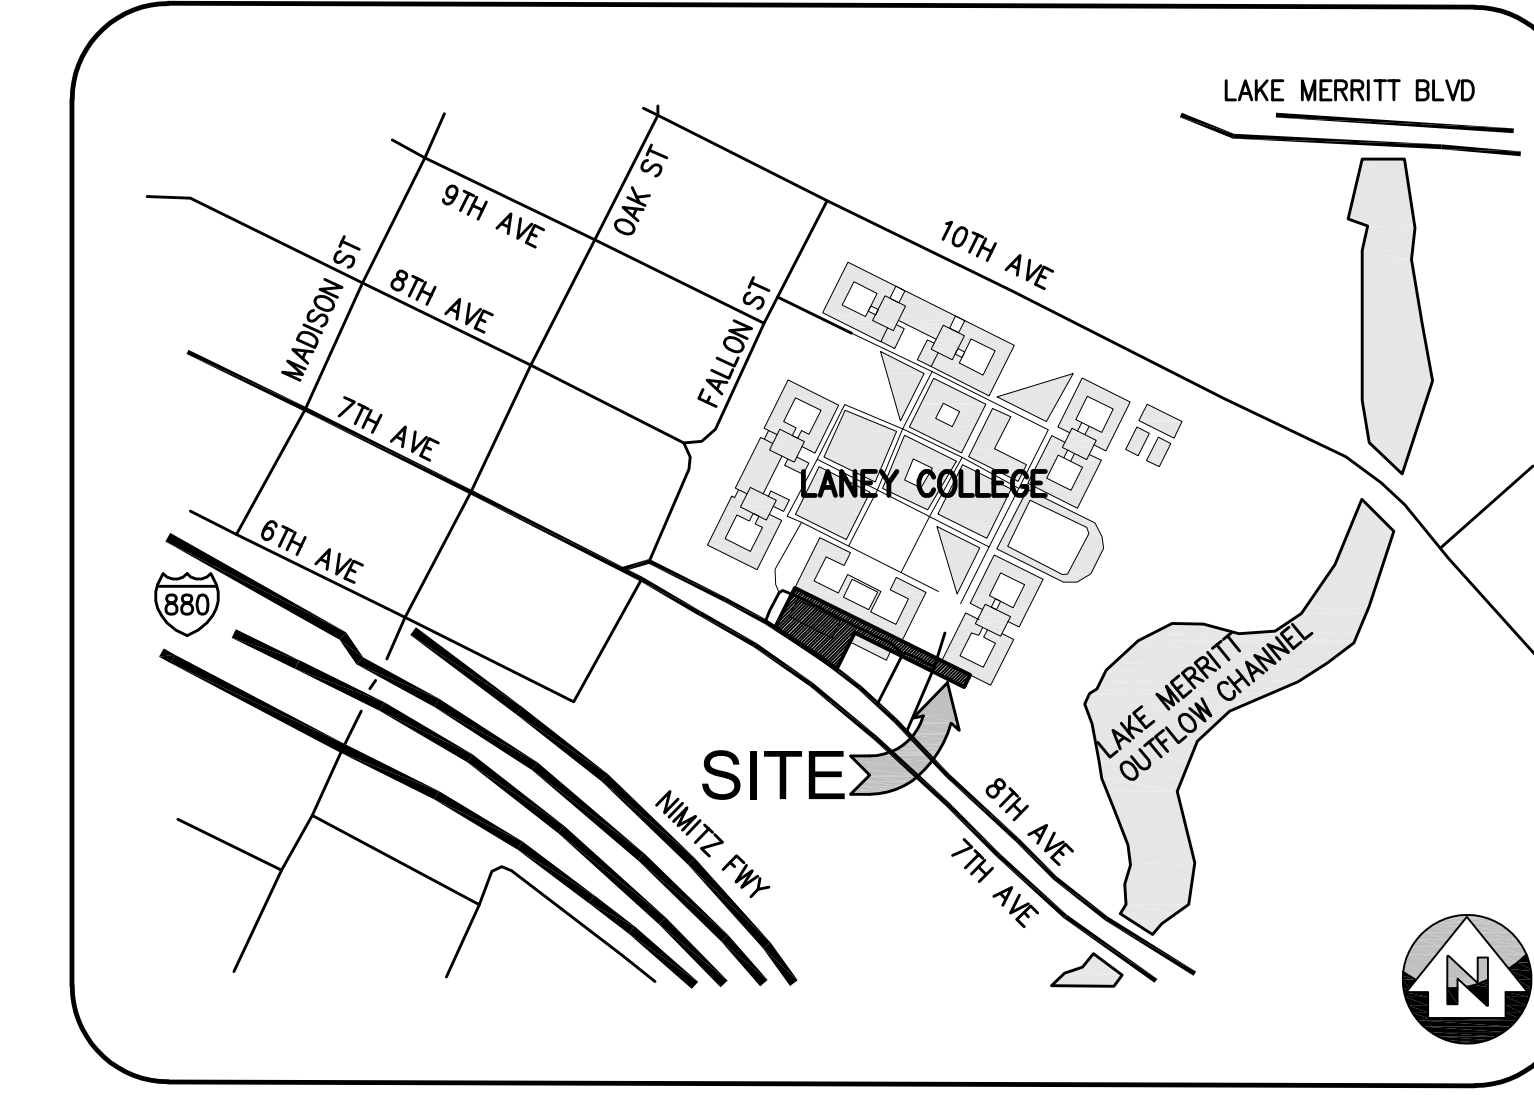 LAKE MERRITT BLVD
OAK ST
9TH AVE
10TH AVE
MADISON ST
8TH AVE
FALLON ST
7TH AVE
LANEY COLLEGE
6TH AVE
880
LAKE MERRITT
OUTFLOW CHANNEL
SITE
NIMITZ FWY
8TH AVE
7TH AVE
N